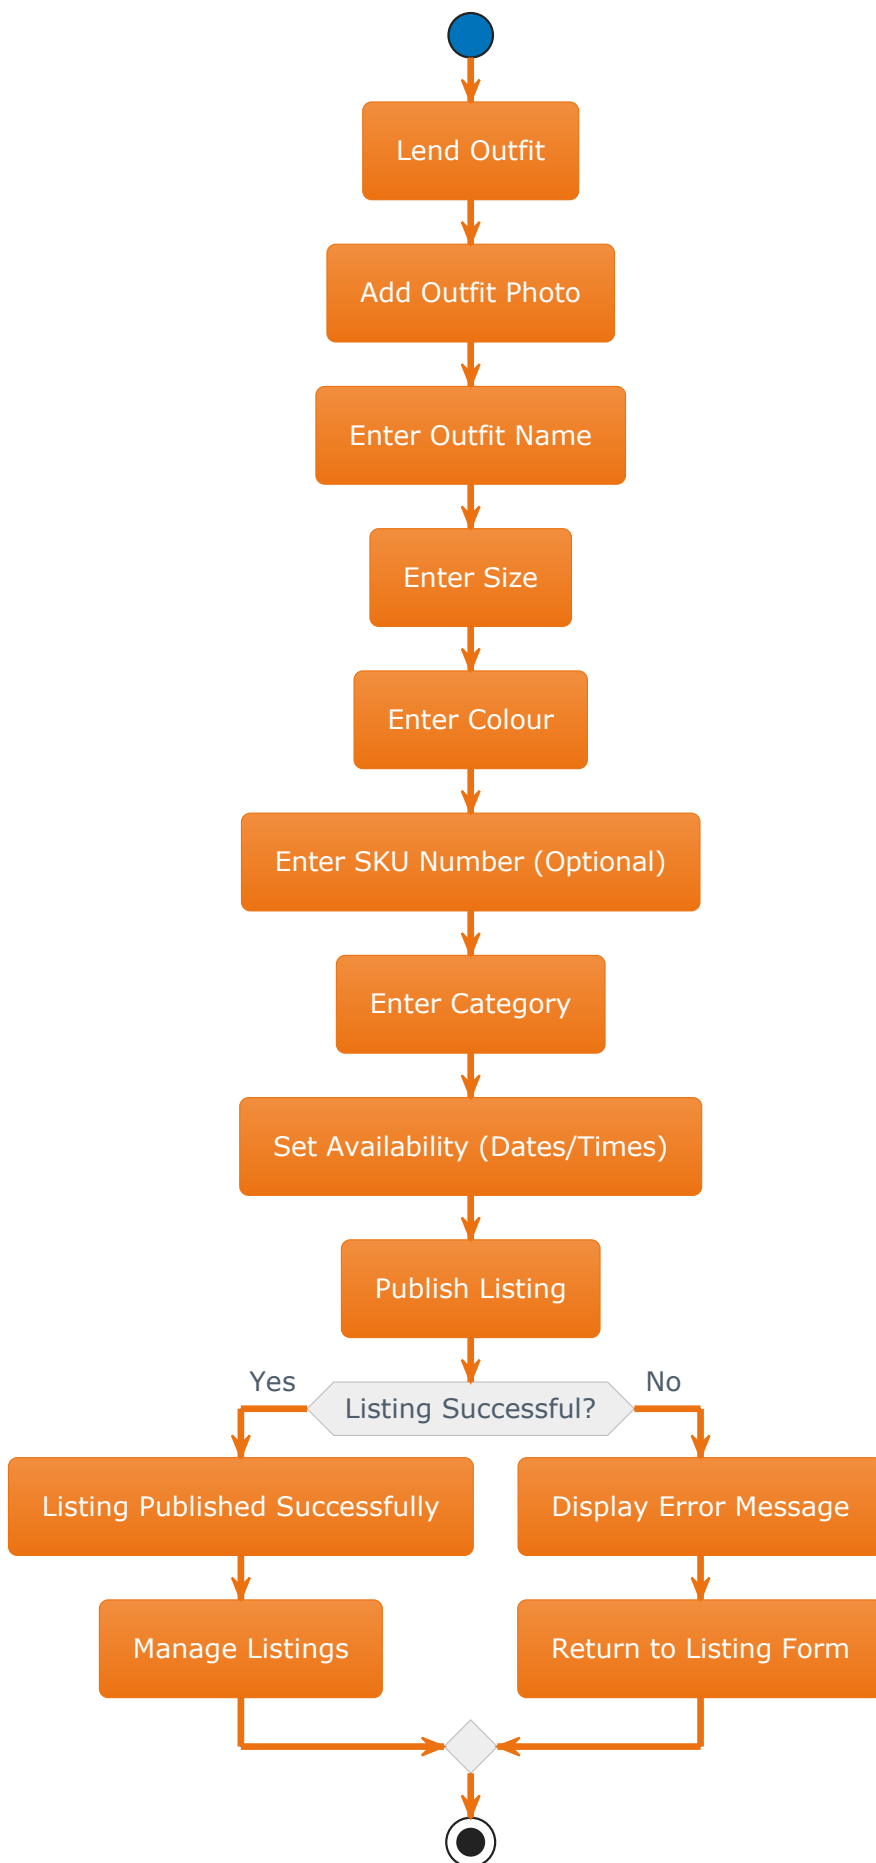 Lend Outfit
Add Outfit Photo
Enter Outfit Name
Enter Size
Enter Colour
Enter SKU Number (Optional)
Enter Category
Set Availability (Dates/Times)
Publish Listing
Yes
No
Listing Successful?
Listing Published Successfully
Display Error Message
Manage Listings
Return to Listing Form